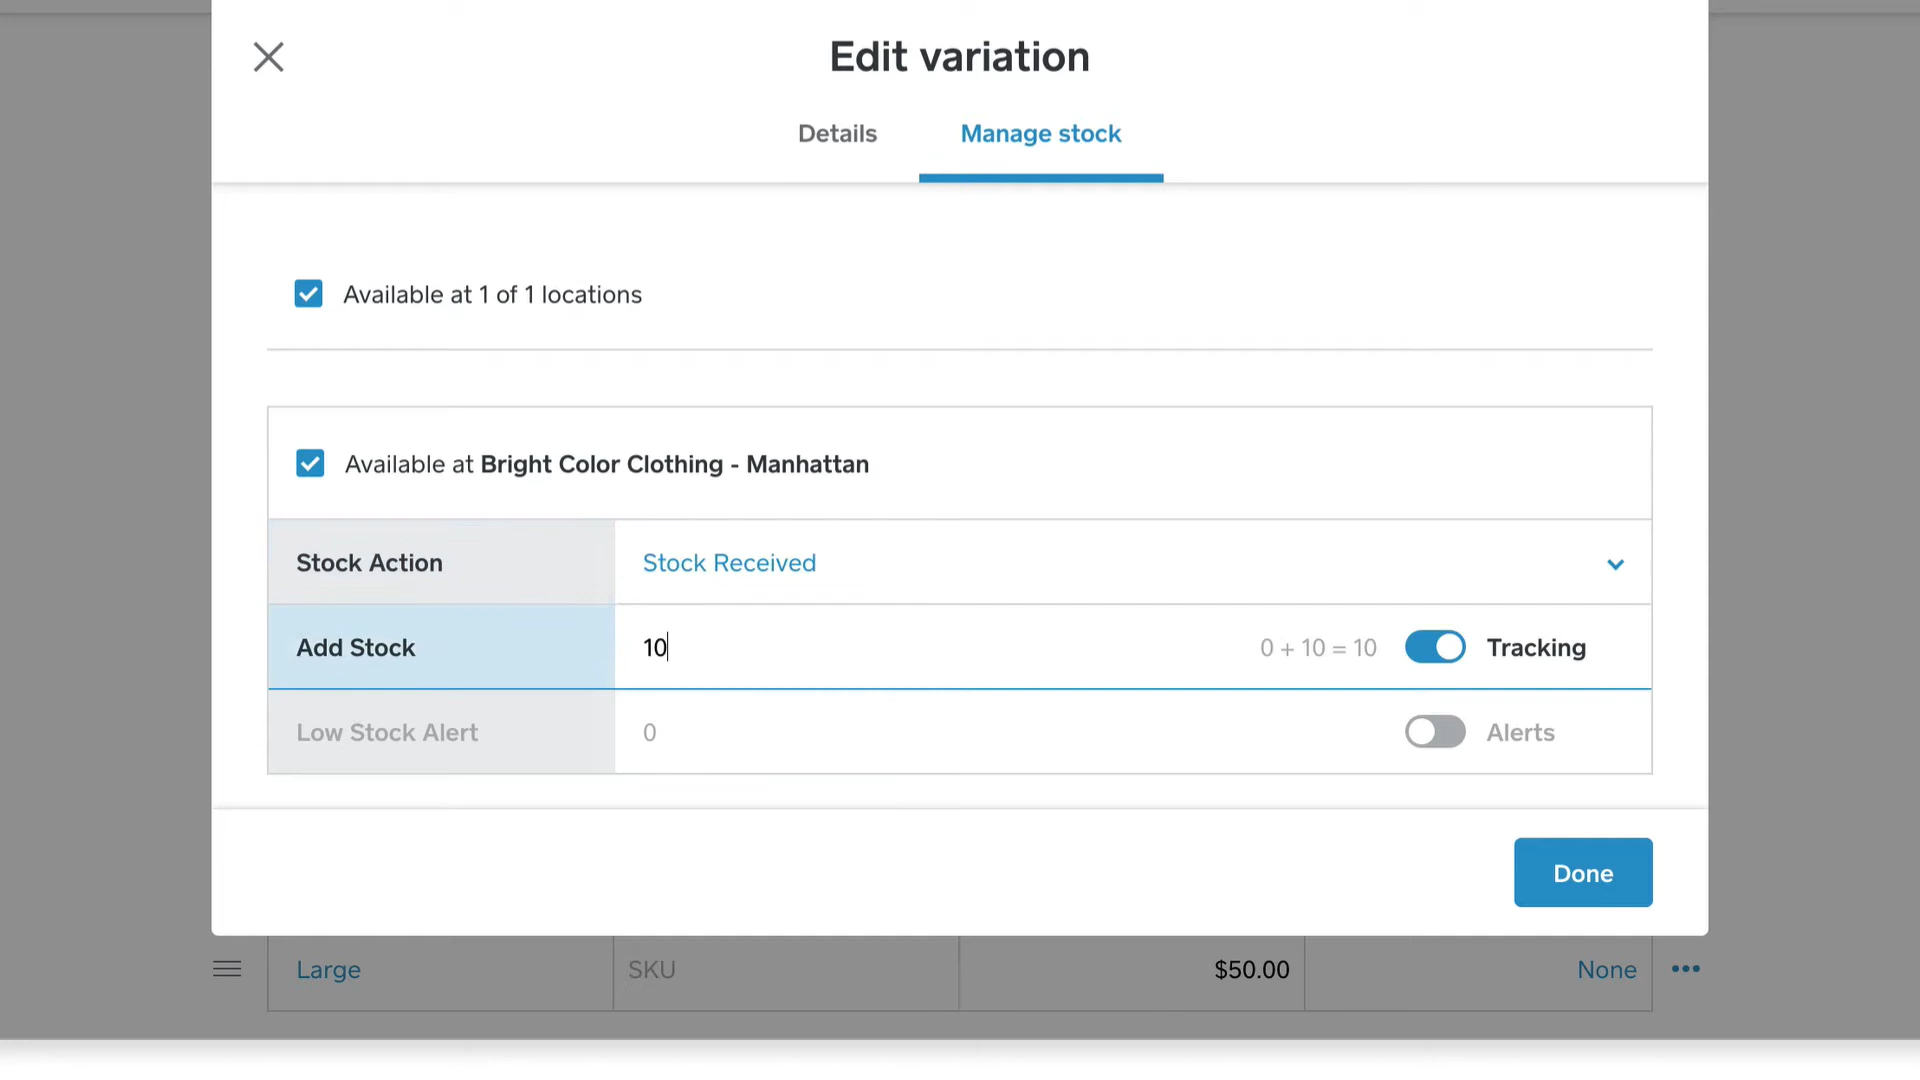 Edit variation
Details
Manage stock
Available at 1 of 1 locations
Available at Bright Color Clothing - Manhattan
Stock Action
Stock Received
Add Stock
10
0 + 10 = 10
Tracking
Low Stock Alert
0
Alerts
Done
Large
SKU
$50.00
None